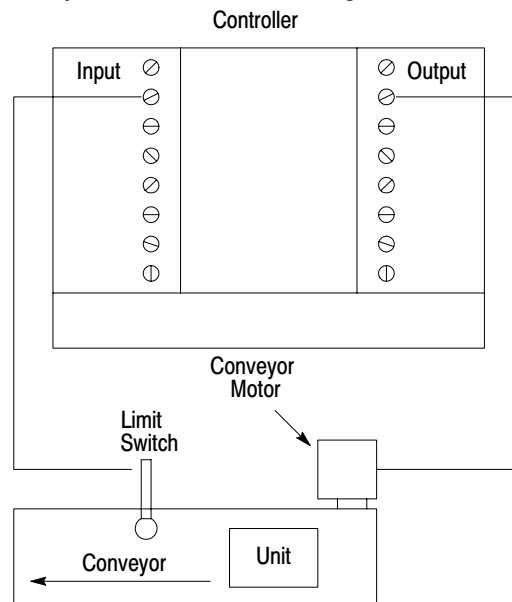 Controller
Input
Output
Conveyor
Motor
Limit
Switch
Conveyor
Unit